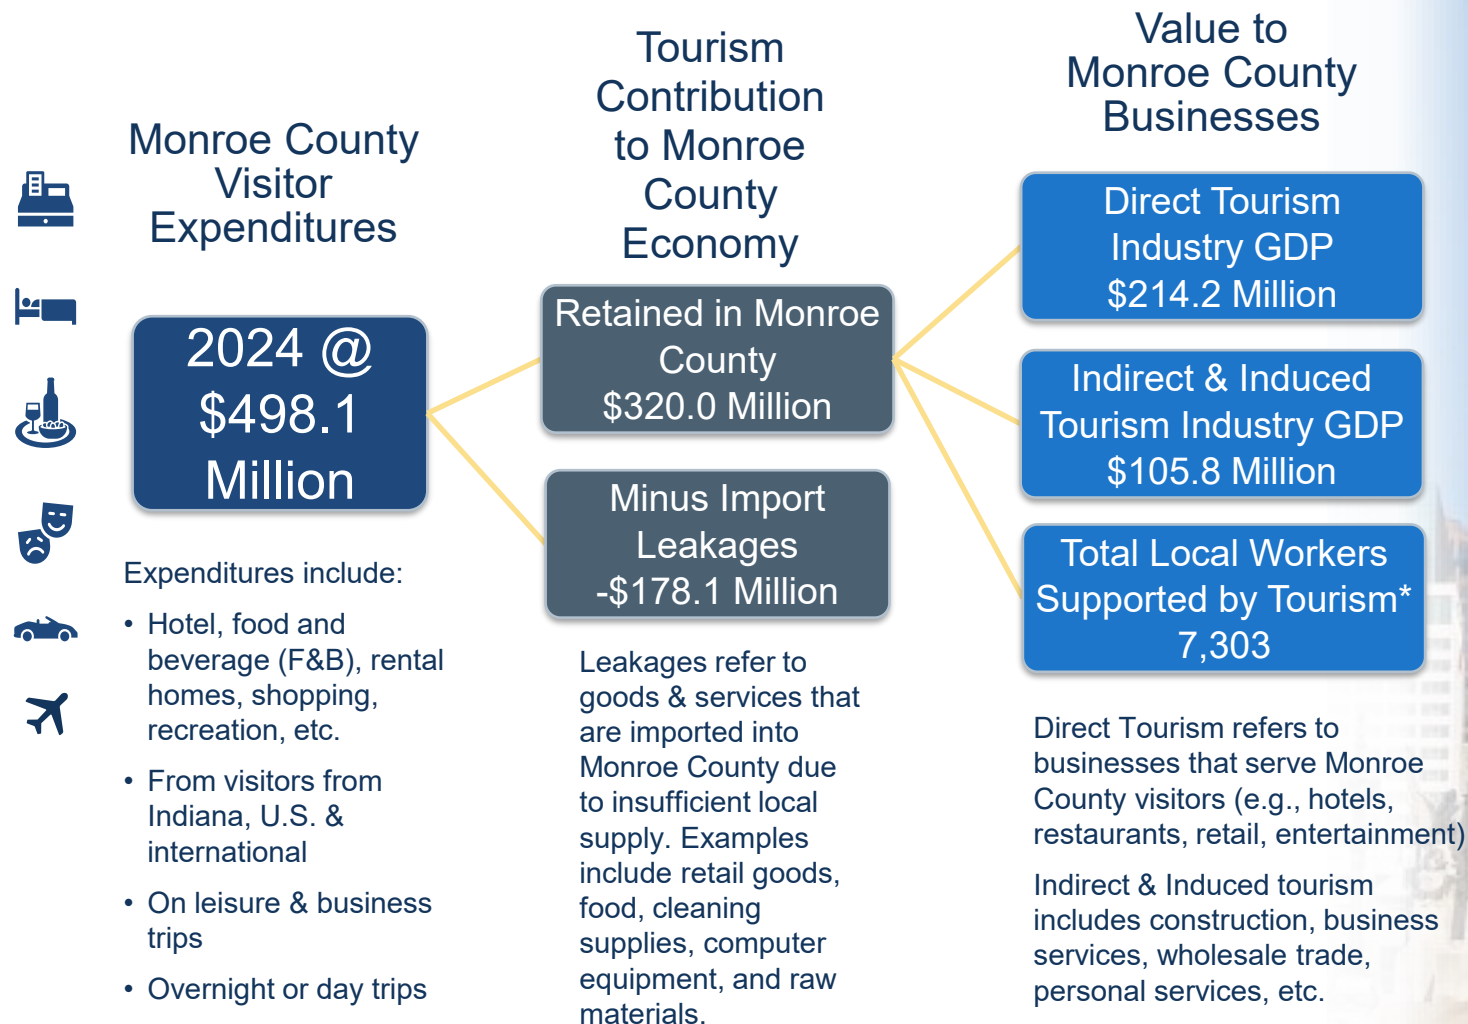 Monroe County
Visitor
Expenditures
2024 @
$498.1
Million
Expenditures include:
• Hotel, food and
beverage (F&B), rental
homes, shopping,
recreation, etc.
• From visitors from
Indiana, U.S. &
international
• On leisure & business
trips
• Overnight or day trips
Tourism
Contribution
to Monroe
County
Economy
Retained in Monroe
County
$320.0 Million
Minus Import
Leakages
-$178.1 Million
Leakages refer to
goods & services that
are imported into
Monroe County due
to insufficient local
supply. Examples
include retail goods,
food, cleaning
supplies, computer
equipment, and raw
materials.
Value to
Monroe County
Businesses
Direct Tourism
Industry GDP
$214.2 Million
Indirect & Induced
Tourism Industry GDP
$105.8 Million
Total Local Workers
Supported by Tourism*
7,303
Direct Tourism refers to
businesses that serve Monroe
County visitors (e.g., hotels,
restaurants, retail, entertainment)
Indirect & Induced tourism
includes construction, business
services, wholesale trade,
personal services, etc.